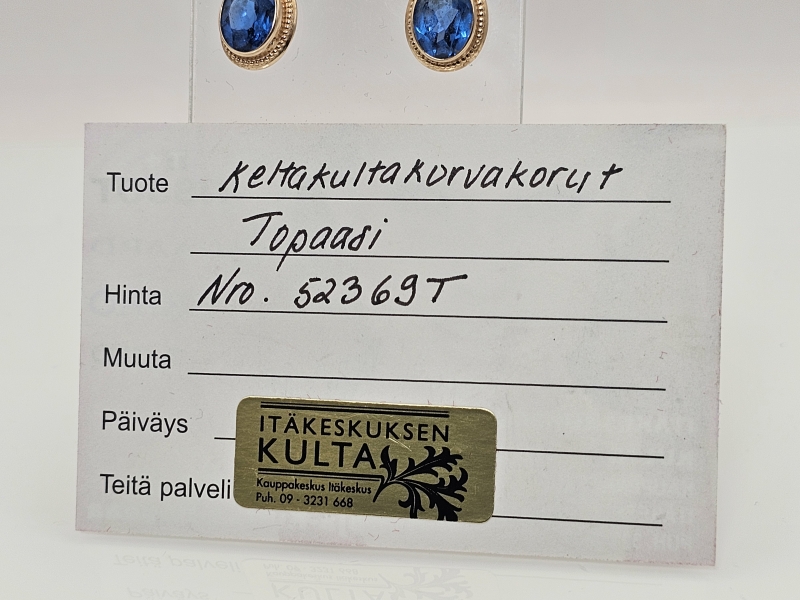 Tuote Keltakultakorvakorut
Topaasi
Hinta Nro. 52369T
Muuta
Päiväys
Teitä palveli
ITÄKESKUKSEN
KULTA
Kauppakeskus Itäkeskus
Puh. 09 - 3231 668